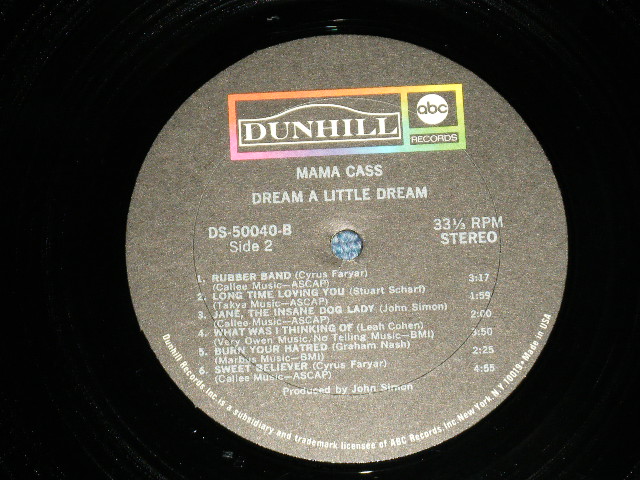 DUNHILL
abc
RECORDS
MAMA CASS
DREAM A LITTLE DREAM
DS-50040-B
Side 2
33⅓ RPM
STEREO
1. RUBBER BAND (Cyrus Faryar) 3:17
(Callee Music—ASCAP)
2. LONG TIME LOVING YOU (Stuart Scharf) 1:59
(Takya Music—ASCAP)
3. JANE, THE INSANE DOG LADY (John Simon) 2:00
(Callee Music—ASCAP)
4. WHAT WAS I THINKING OF (Leah Cohen) 3:50
(Very Owen Music, No Telling Music—BMI)
5. BURN YOUR HATRED (Graham Nash) 2:25
(Marbus Music—BMI)
6. SWEET BELIEVER (Cyrus Faryar) 4:55
(Callee Music—ASCAP)
Produced by John Simon
Dunhill Records, Inc is a subsidiary and trademark licensee of ABC Records, Inc. New York, N.Y. 10019 • Made in USA